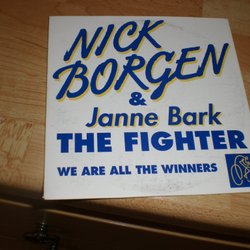 NICK
BORGEN
&
Janne Bark
THE FIGHTER
WE ARE ALL THE WINNERS